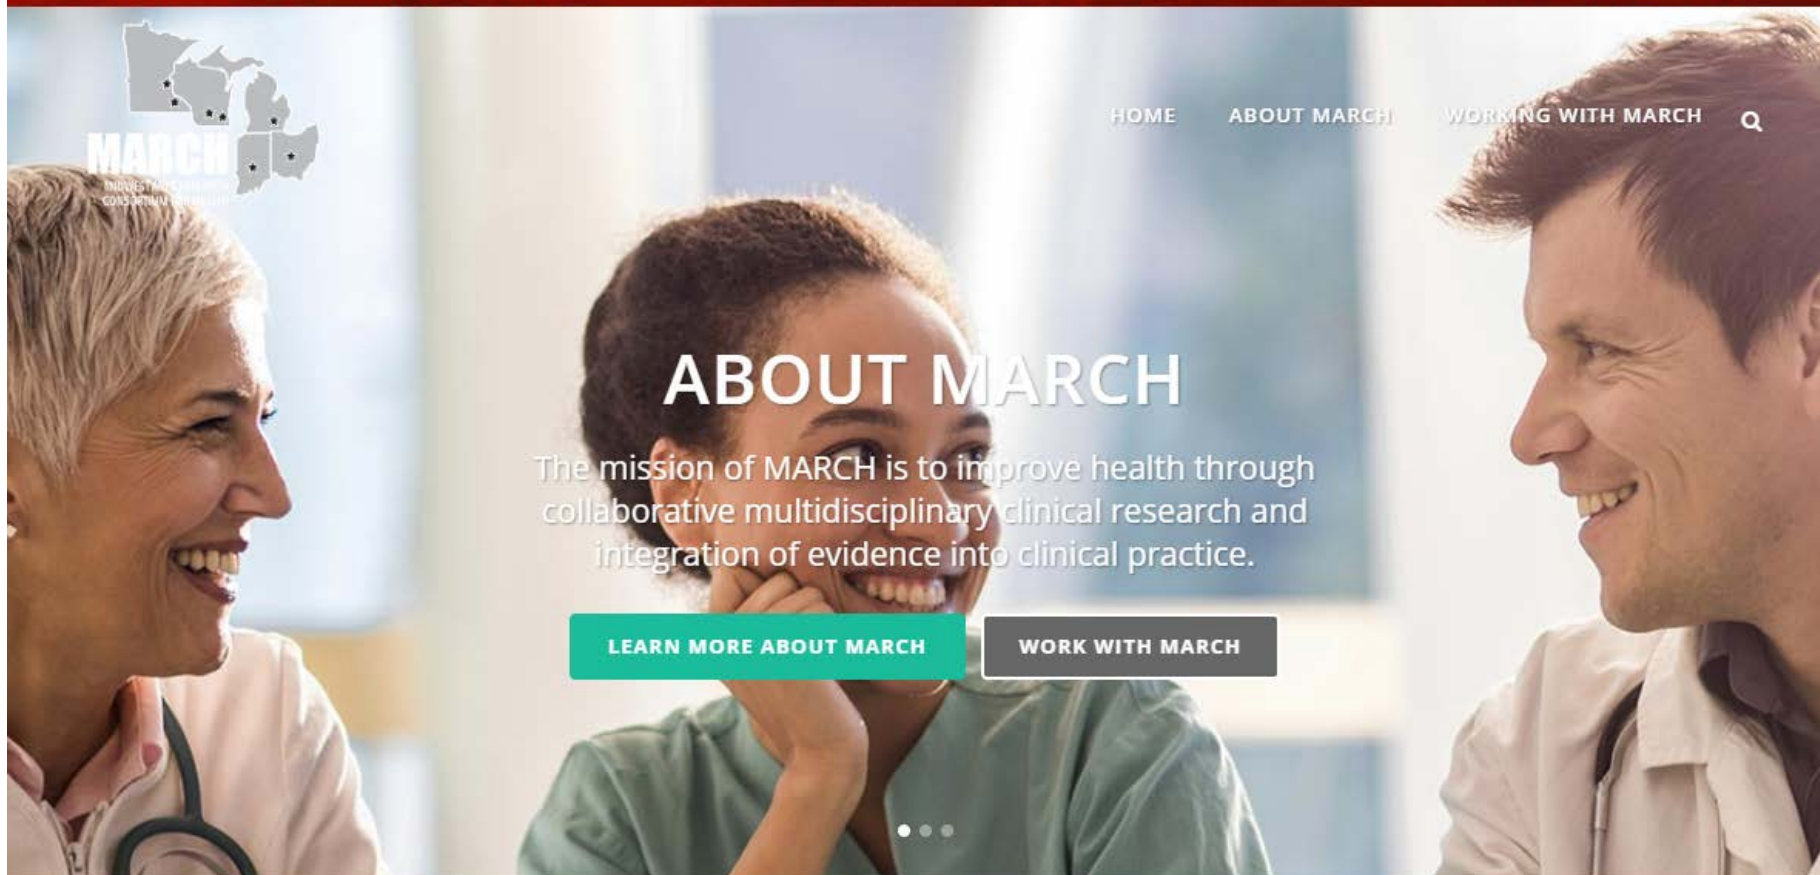 MARCH
CONSORTIUM
HOME
ABOUT MARCH
WORKING WITH MARCH
ABOUT MARCH
The mission of MARCH is to improve health through
collaborative multidisciplinary clinical research and
integration of evidence into clinical practice.
LEARN MORE ABOUT MARCH
WORK WITH MARCH